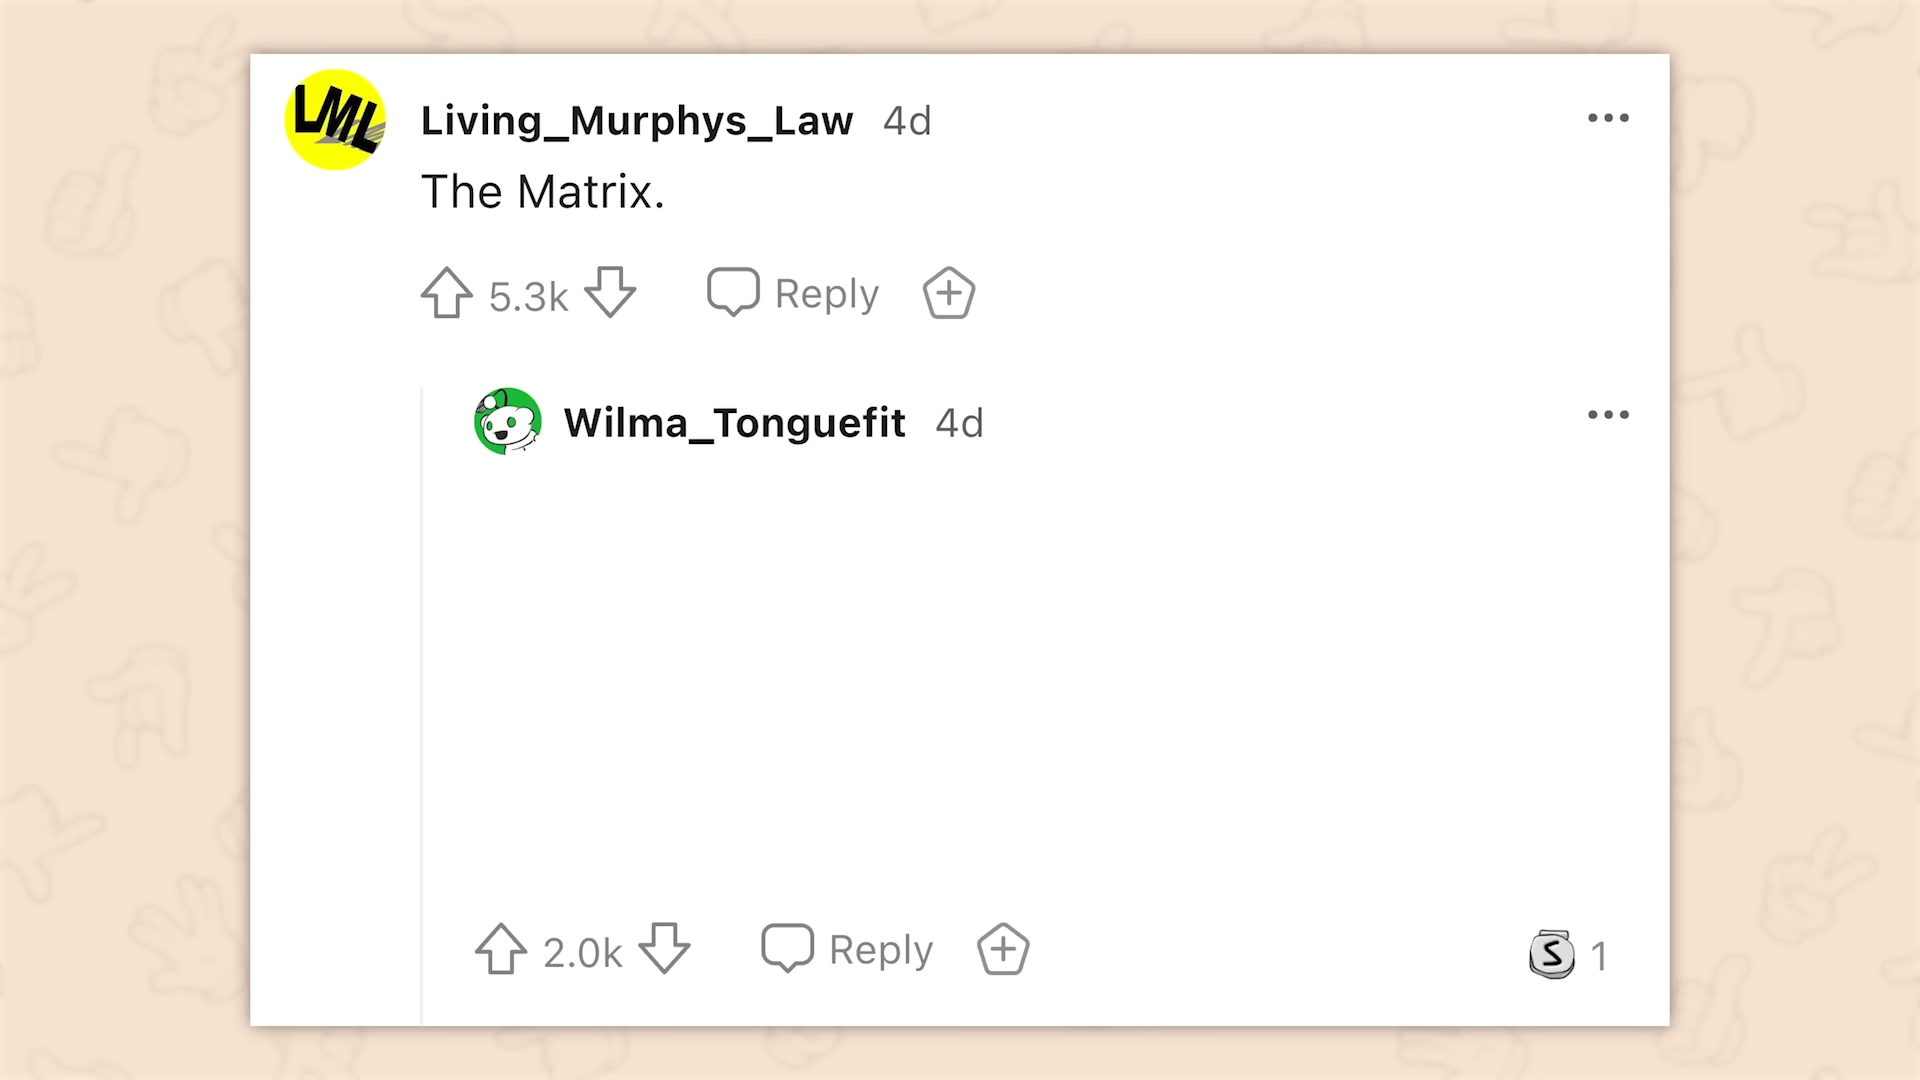 LML
Living_Murphys_Law 4d
The Matrix.
5.3k Reply
Wilma_Tonguefit 4d
2.0k Reply
S 1